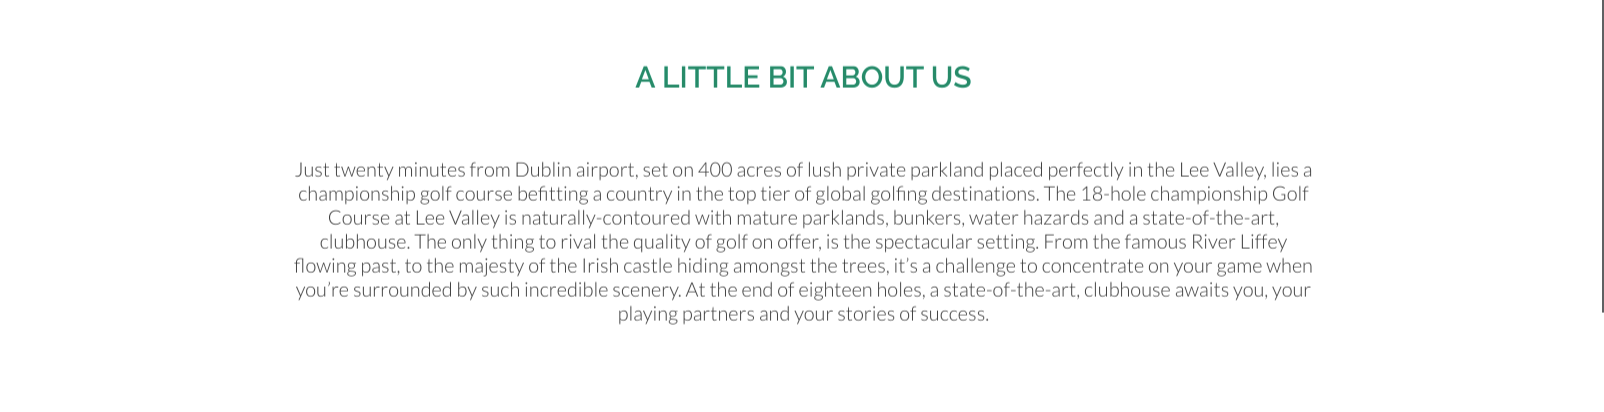 A LITTLE BIT ABOUT US
Just twenty minutes from Dublin airport, set on 400 acres of lush private parkland placed perfectly in the Lee Valley, lies a
championship golf course befitting a country in the top tier of global golfing destinations. The 18-hole championship Golf
Course at Lee Valley is naturally-contoured with mature parklands, bunkers, water hazards and a state-of-the-art,
clubhouse. The only thing to rival the quality of golf on offer, is the spectacular setting. From the famous River Liffey
flowing past, to the majesty of the Irish castle hiding amongst the trees, it’s a challenge to concentrate on your game when
you’re surrounded by such incredible scenery. At the end of eighteen holes, a state-of-the-art, clubhouse awaits you, your
playing partners and your stories of success.